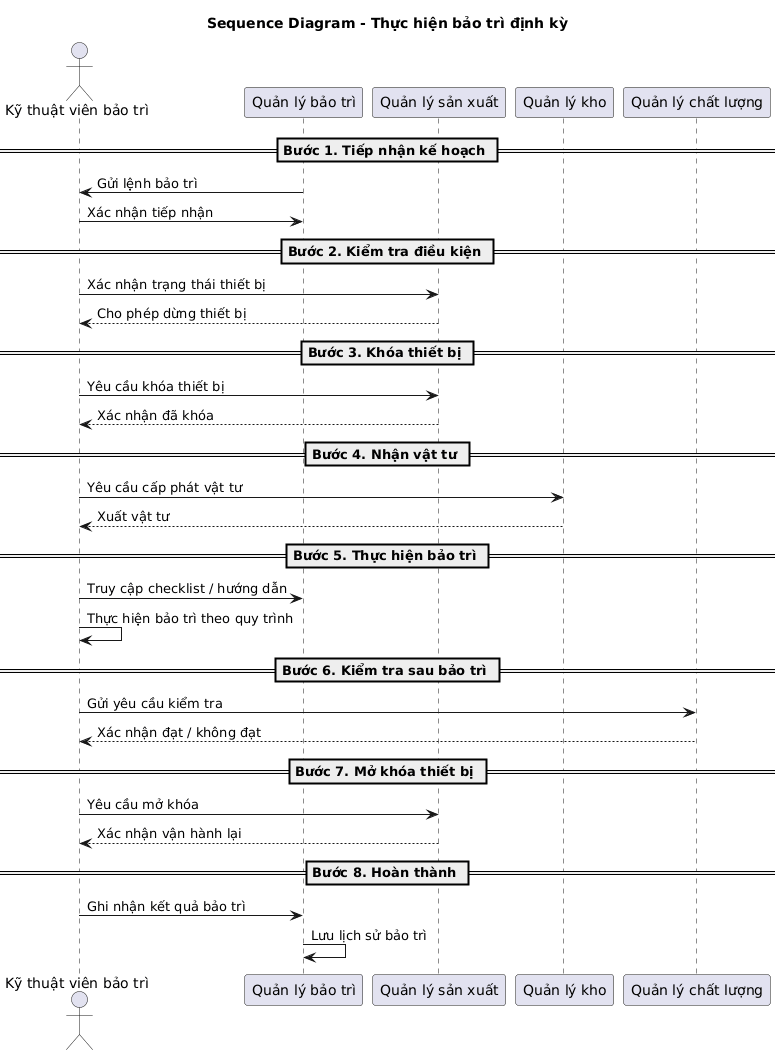 Sequence Diagram - Thực hiện bảo trì định kỳ
Kỹ thuật viên bảo trì
Quản lý bảo trì
Quản lý sản xuất
Quản lý kho
Quản lý chất lượng
Bước 1. Tiếp nhận kế hoạch
Gửi lệnh bảo trì
Xác nhận tiếp nhận
Bước 2. Kiểm tra điều kiện
Xác nhận trạng thái thiết bị
Cho phép dừng thiết bị
Bước 3. Khóa thiết bị
Yêu cầu khóa thiết bị
Xác nhận đã khóa
Bước 4. Nhận vật tư
Yêu cầu cấp phát vật tư
Xuất vật tư
Bước 5. Thực hiện bảo trì
Truy cập checklist / hướng dẫn
Thực hiện bảo trì theo quy trình
Bước 6. Kiểm tra sau bảo trì
Gửi yêu cầu kiểm tra
Xác nhận đạt / không đạt
Bước 7. Mở khóa thiết bị
Yêu cầu mở khóa
Xác nhận vận hành lại
Bước 8. Hoàn thành
Ghi nhận kết quả bảo trì
Lưu lịch sử bảo trì
Kỹ thuật viên bảo trì
Quản lý bảo trì
Quản lý sản xuất
Quản lý kho
Quản lý chất lượng